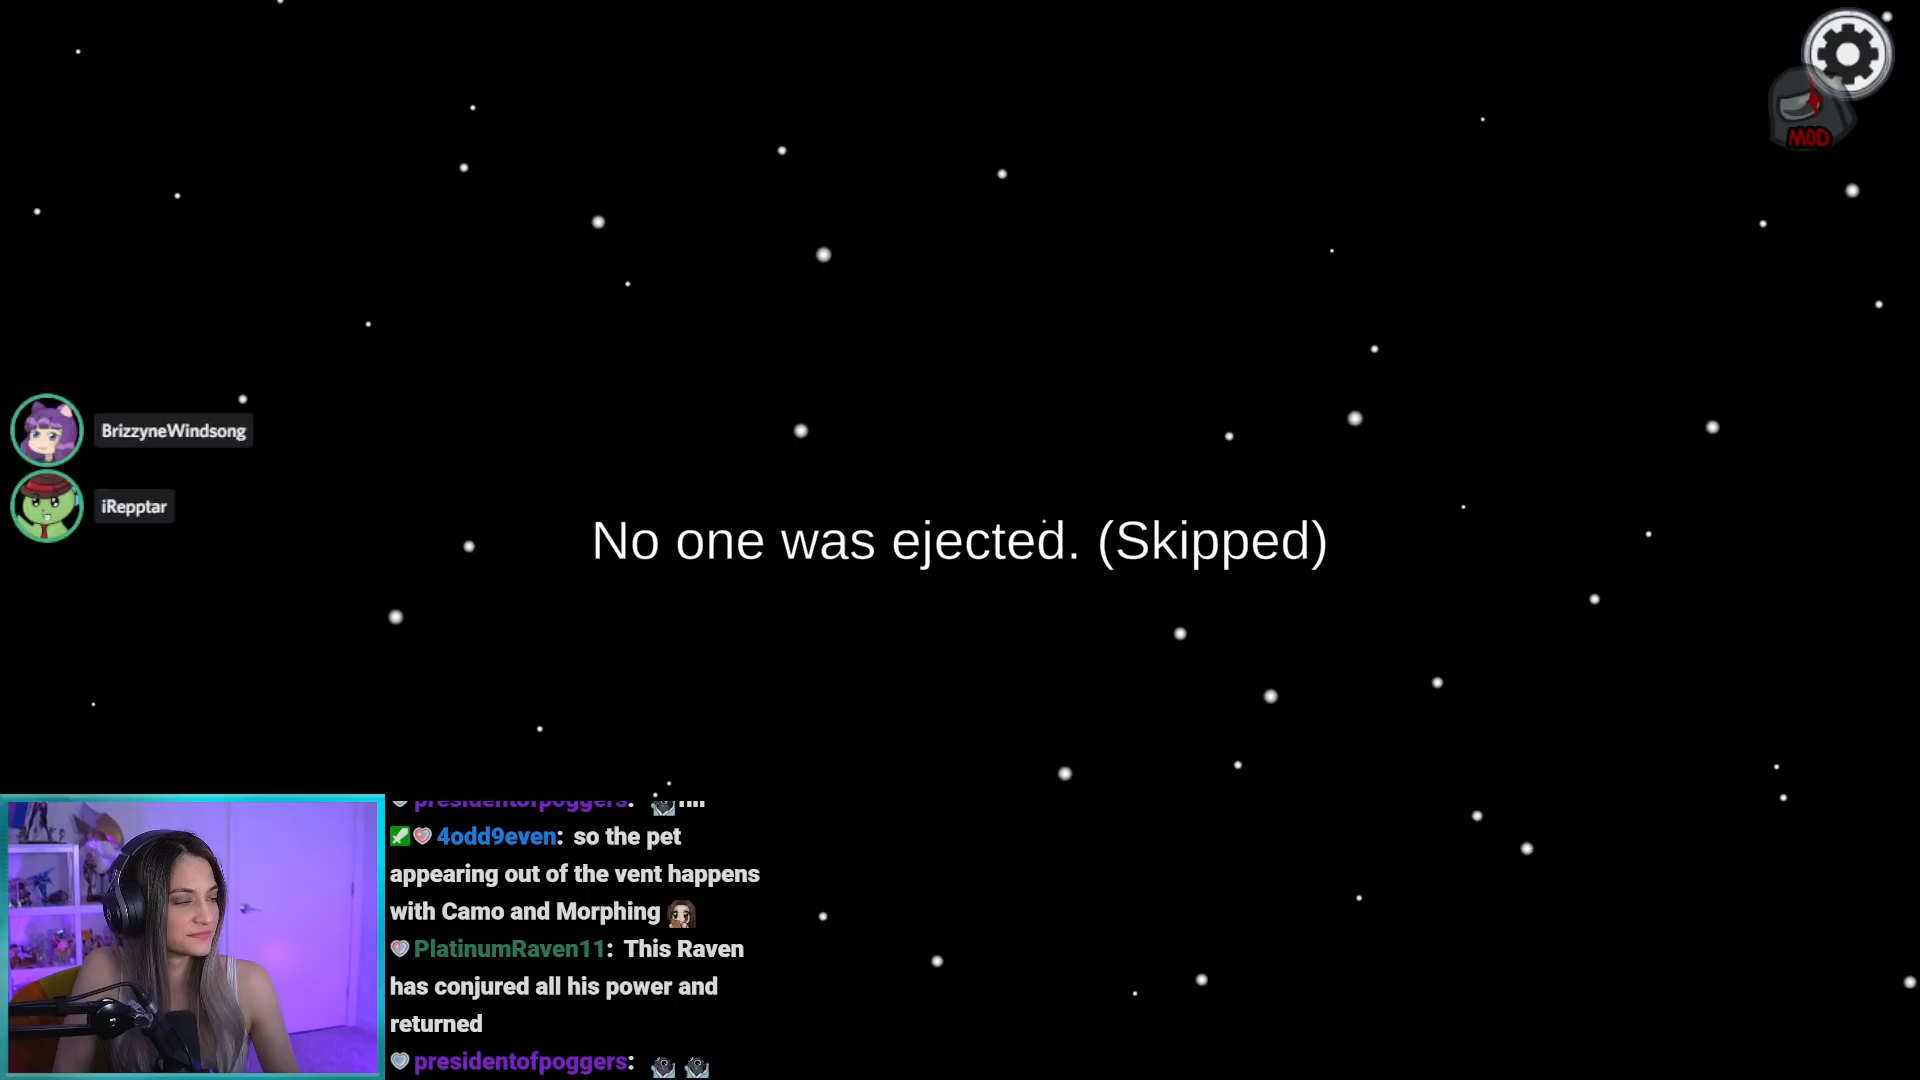 MOD
BrizzyneWindsong
iRepptar
No one was ejected. (Skipped)
presidentofpoggers:
4odd9even: so the pet
appearing out of the vent happens
with Camo and Morphing
PlatinumRaven11: This Raven
has conjured all his power and
returned
presidentofpoggers: